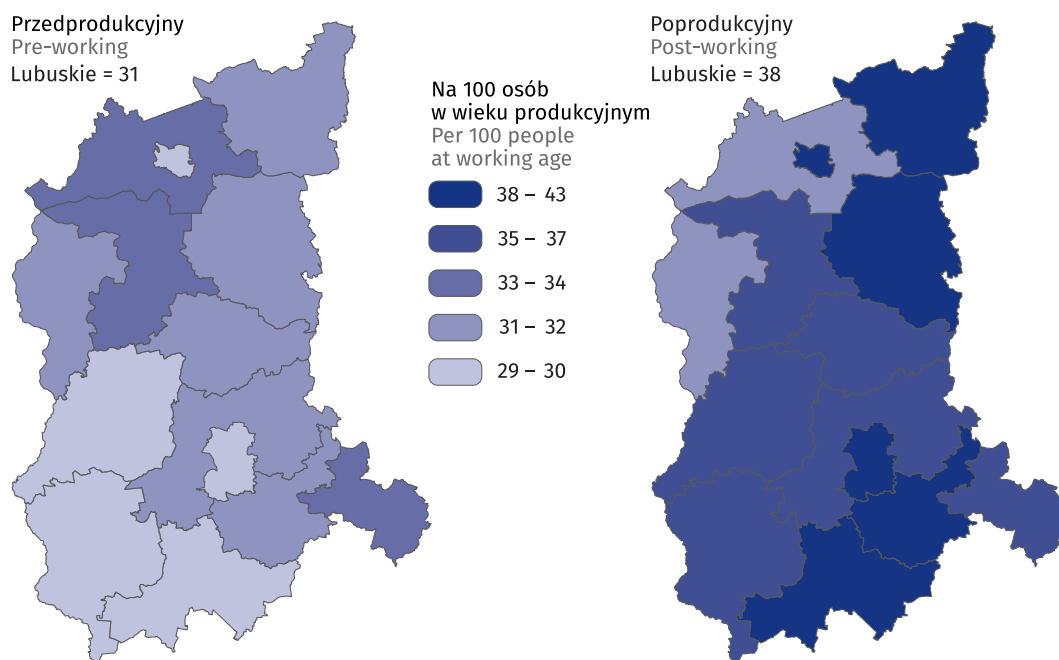 Przedprodukcyjny
Pre-working
Lubuskie = 31
Poprodukcyjny
Post-working
Lubuskie = 38
Na 100 osób
w wieku produkcyjnym
Per 100 people
at working age
38 – 43
35 – 37
33 – 34
31 – 32
29 – 30